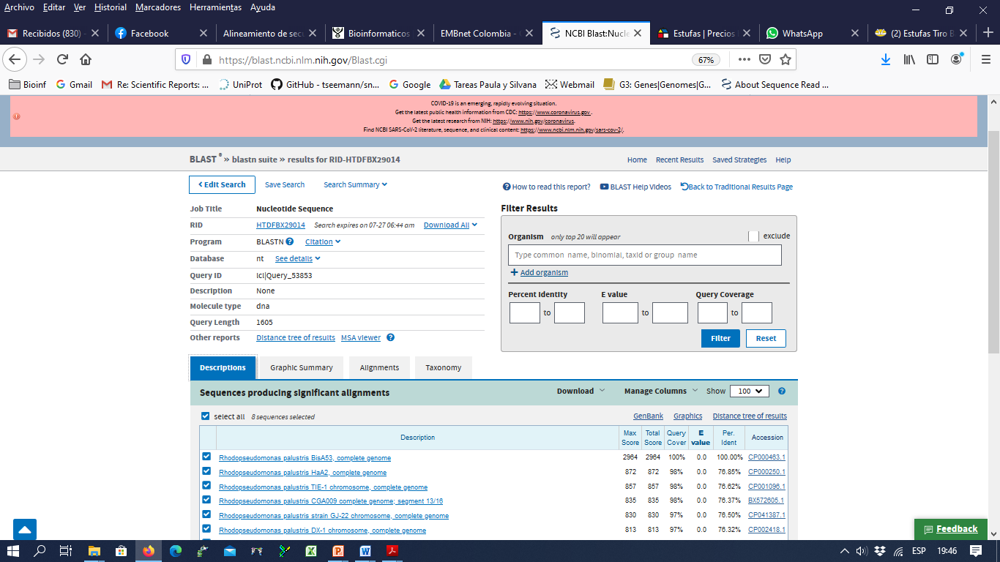 Archivo Editar Ver Historial Marcadores Herramientas Ayuda
Recibidos (830) - Facebook Alineamiento de secu Bioinformaticos EMBnet Colombia - C NCBI Blast:Nucle Estufas | Precios WhatsApp (2) Estufas Tiro B
https://blast.ncbi.nlm.nih.gov/Blast.cgi 67%
Bioinf Gmail Re: Scientific Reports: ... UniProt GitHub - tseemann/sn... Google Tareas Paula y Silvana Webmail G3: Genes|Genomes|G... About Sequence Read ...
COVID-19 is an emerging, rapidly evolving situation.
Get the latest public health information from CDC: https://www.coronavirus.gov .
Get the latest research from NIH: https://www.nih.gov/coronavirus.
Find NCBI SARS-CoV-2 literature, sequence, and clinical content: https://www.ncbi.nlm.nih.gov/sars-cov-2/.
BLAST ® » blastn suite » results for RID-HTDFBX29014 Home Recent Results Saved Strategies Help
Edit Search Save Search Search Summary How to read this report? BLAST Help Videos Back to Traditional Results Page
Job Title Nucleotide Sequence
RID HTDFBX29014 Search expires on 07-27 06:44 am Download All
Program BLASTN Citation
Database nt See details
Query ID lcl|Query_53853
Description None
Molecule type dna
Query Length 1605
Other reports Distance tree of results MSA viewer
Filter Results
Organism only top 20 will appear exclude
Type common name, binomial, taxid or group name
Add organism
Percent Identity E value Query Coverage
to to to
Filter Reset
Descriptions Graphic Summary Alignments Taxonomy
Sequences producing significant alignments Download Manage Columns Show 100
select all 8 sequences selected GenBank Graphics Distance tree of results
Description Max Score Total Score Query Cover E value Per. Ident Accession
Rhodopseudomonas palustris BisA53, complete genome 2964 2964 100% 0.0 100.00% CP000463.1
Rhodopseudomonas palustris HaA2, complete genome 872 872 98% 0.0 76.85% CP000250.1
Rhodopseudomonas palustris TIE-1 chromosome, complete genome 857 857 98% 0.0 76.62% CP001096.1
Rhodopseudomonas palustris CGA009 complete genome; segment 13/16 835 835 98% 0.0 76.37% BX572605.1
Rhodopseudomonas palustris strain GJ-22 chromosome, complete genome 830 830 97% 0.0 76.50% CP041387.1
Rhodopseudomonas palustris DX-1 chromosome, complete genome 813 813 97% 0.0 76.32% CP002418.1
Feedback
ESP 19:46